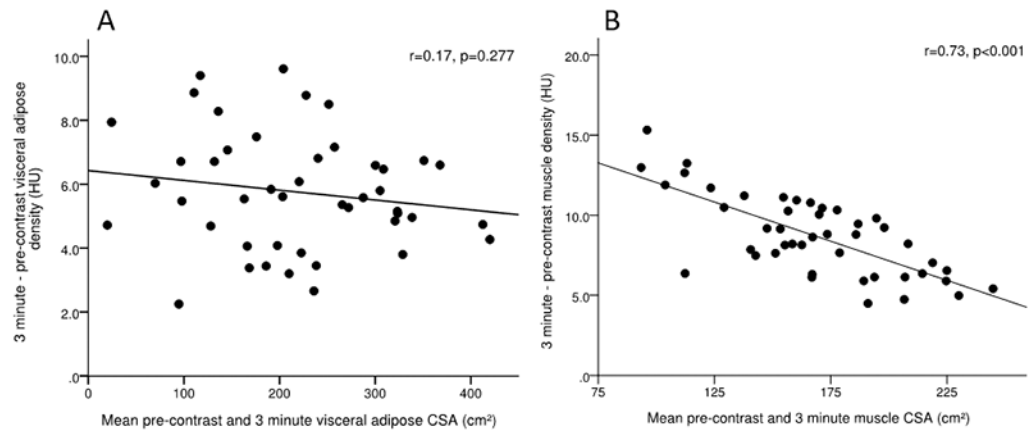 A
r=0.17, p=0.277
3 minute - pre-contrast visceral adipose
density (HU)
10.0
8.0
6.0
4.0
2.0
.0
0
100
200
300
400
Mean pre-contrast and 3 minute visceral adipose CSA (cm²)
B
r=0.73, p<0.001
3 minute - pre-contrast muscle density (HU)
20.0
15.0
10.0
5.0
.0
75
125
175
225
Mean pre-contrast and 3 minute muscle CSA (cm²)